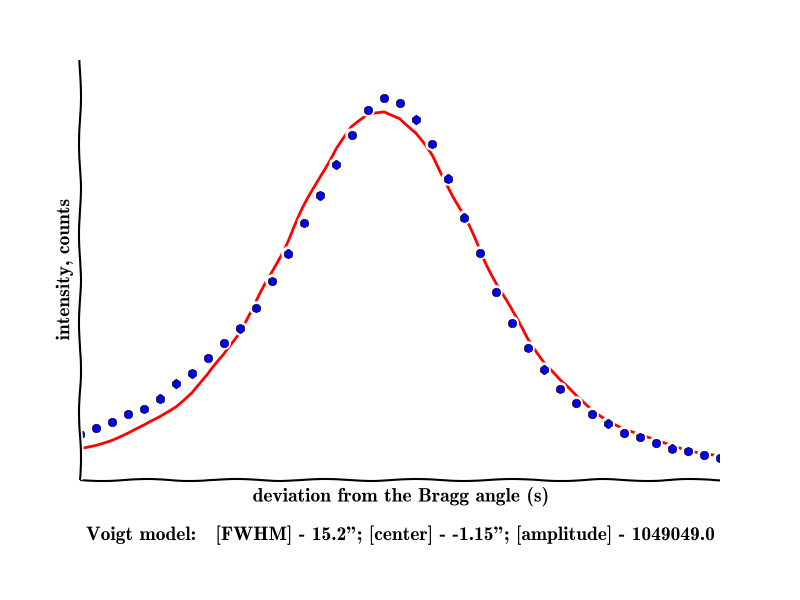 intensity, counts
deviation from the Bragg angle (s)
Voigt model: [FWHM] - 15.2”; [center] - -1.15”; [amplitude] - 1049049.0